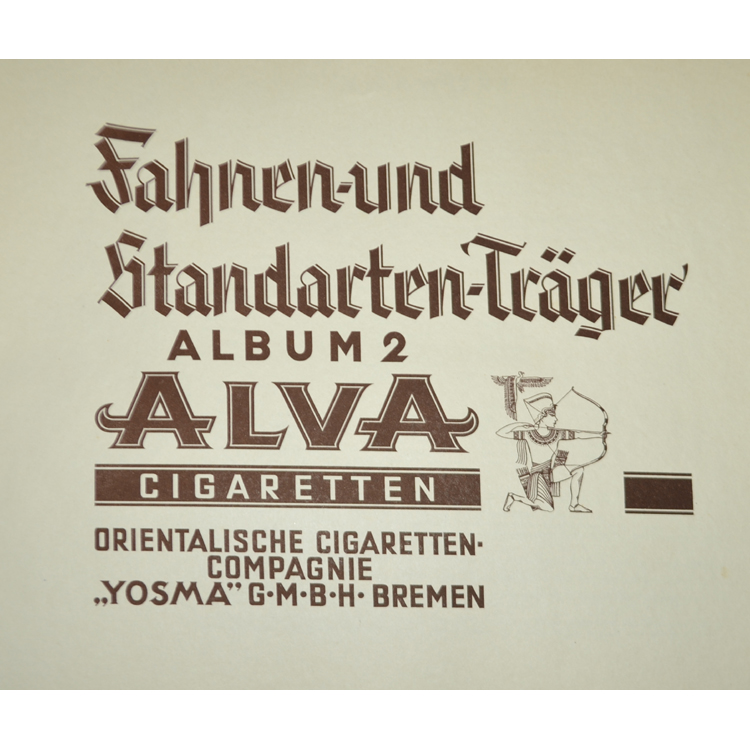 Fahnen-und
Standarten-Träger
ALBUM 2
ALVA
CIGARETTEN
ORIENTALISCHE CIGARETTEN-
COMPAGNIE
„YOSMA” G·M·B·H· BREMEN